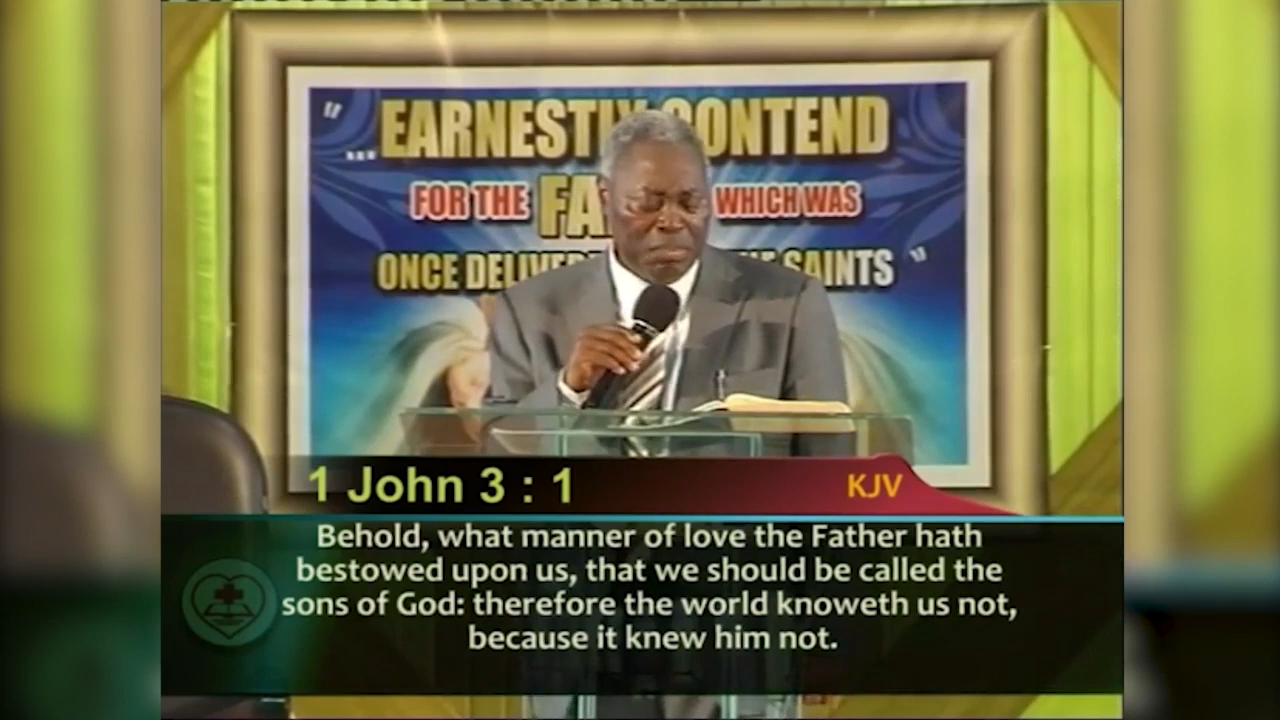 "...EARNESTLY CONTEND
FOR THE FA WHICH WAS
ONCE DELIVER SAINTS"
1 John 3 : 1
KJV
Behold, what manner of love the Father hath
bestowed upon us, that we should be called the
sons of God: therefore the world knoweth us not,
because it knew him not.